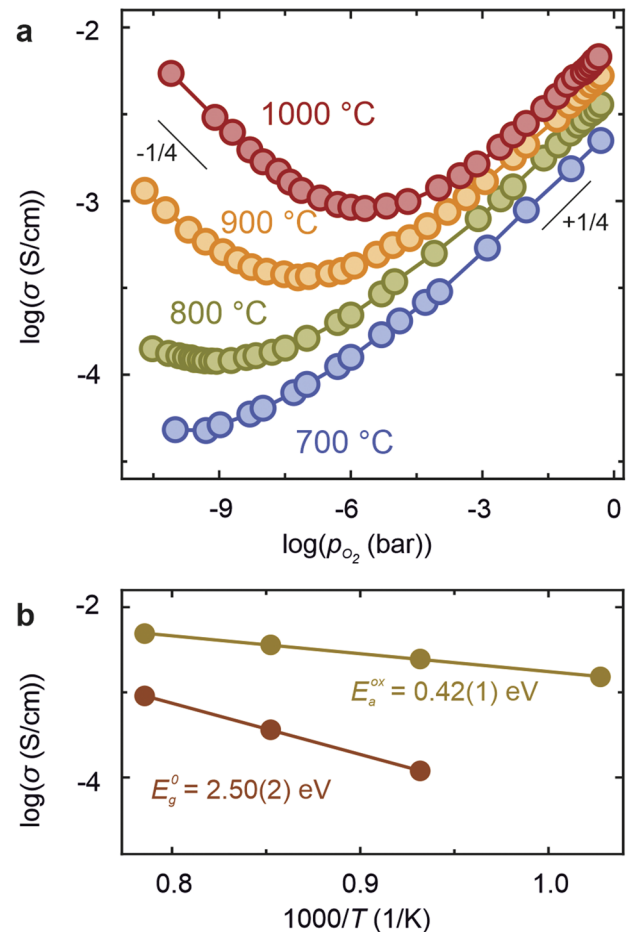 a
-2
-3
-4
log(σ (S/cm))
1000 °C
-1/4
900 °C
+1/4
800 °C
700 °C
-9 -6 -3 0
log(pO₂ (bar))
b
-2
-4
log(σ (S/cm))
Eₐᵒˣ = 0.42(1) eV
E_g⁰ = 2.50(2) eV
0.8 0.9 1.0
1000/T (1/K)